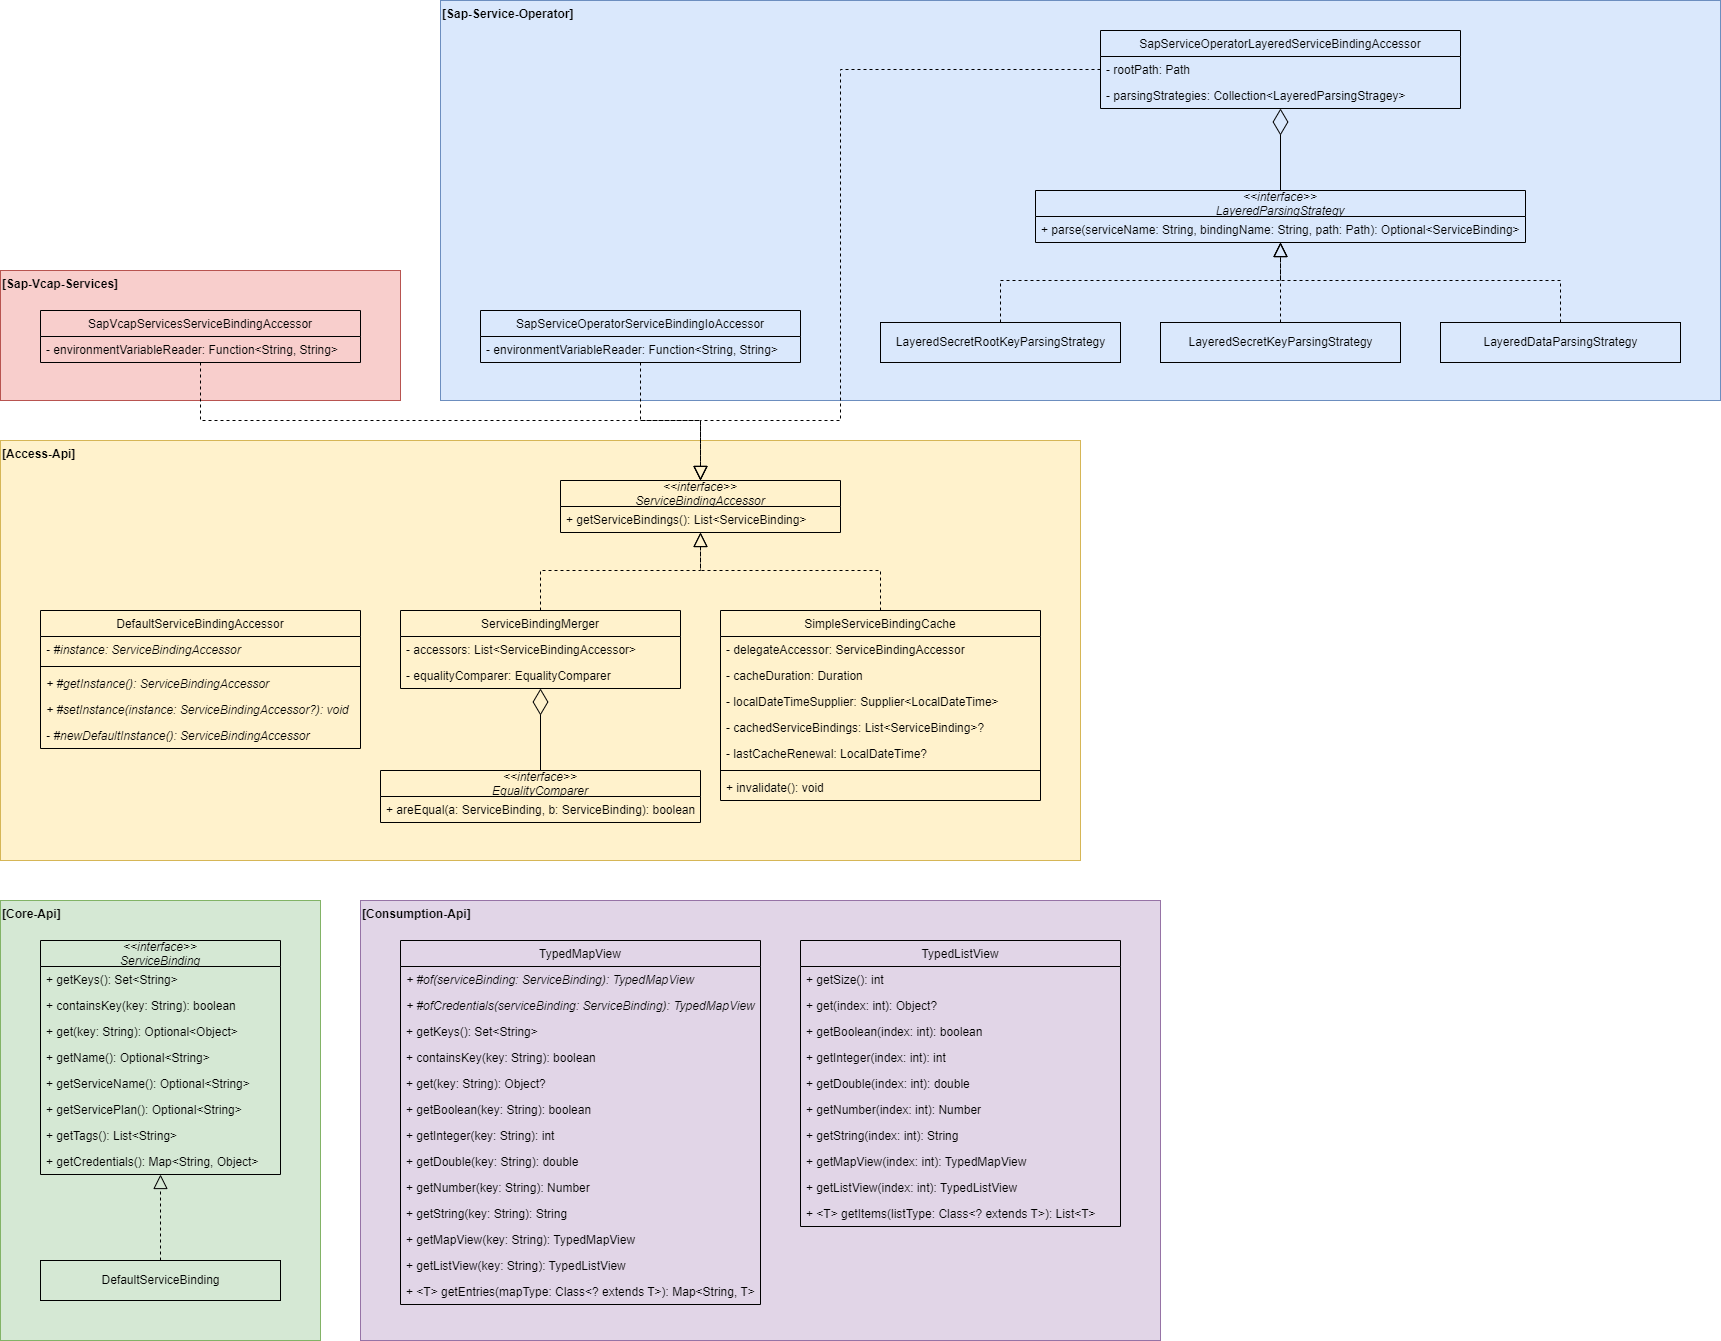 [Sap-Service-Operator]
SapServiceOperatorLayeredServiceBindingAccessor
- rootPath: Path
- parsingStrategies: Collection<LayeredParsingStragey>
<<interface>>
LayeredParsingStrategy
+ parse(serviceName: String, bindingName: String, path: Path): Optional<ServiceBinding>
LayeredSecretRootKeyParsingStrategy
LayeredSecretKeyParsingStrategy
LayeredDataParsingStrategy
SapServiceOperatorServiceBindingIoAccessor
- environmentVariableReader: Function<String, String>
[Sap-Vcap-Services]
SapVcapServicesServiceBindingAccessor
- environmentVariableReader: Function<String, String>
[Access-Api]
<<interface>>
ServiceBindingAccessor
+ getServiceBindings(): List<ServiceBinding>
DefaultServiceBindingAccessor
- #instance: ServiceBindingAccessor
+ #getInstance(): ServiceBindingAccessor
+ #setInstance(instance: ServiceBindingAccessor?): void
- #newDefaultInstance(): ServiceBindingAccessor
ServiceBindingMerger
- accessors: List<ServiceBindingAccessor>
- equalityComparer: EqualityComparer
<<interface>>
EqualityComparer
+ areEqual(a: ServiceBinding, b: ServiceBinding): boolean
SimpleServiceBindingCache
- delegateAccessor: ServiceBindingAccessor
- cacheDuration: Duration
- localDateTimeSupplier: Supplier<LocalDateTime>
- cachedServiceBindings: List<ServiceBinding>?
- lastCacheRenewal: LocalDateTime?
+ invalidate(): void
[Core-Api]
<<interface>>
ServiceBinding
+ getKeys(): Set<String>
+ containsKey(key: String): boolean
+ get(key: String): Optional<Object>
+ getName(): Optional<String>
+ getServiceName(): Optional<String>
+ getServicePlan(): Optional<String>
+ getTags(): List<String>
+ getCredentials(): Map<String, Object>
DefaultServiceBinding
[Consumption-Api]
TypedMapView
+ #of(serviceBinding: ServiceBinding): TypedMapView
+ #ofCredentials(serviceBinding: ServiceBinding): TypedMapView
+ getKeys(): Set<String>
+ containsKey(key: String): boolean
+ get(key: String): Object?
+ getBoolean(key: String): boolean
+ getInteger(key: String): int
+ getDouble(key: String): double
+ getNumber(key: String): Number
+ getString(key: String): String
+ getMapView(key: String): TypedMapView
+ getListView(key: String): TypedListView
+ <T> getEntries(mapType: Class<? extends T>): Map<String, T>
TypedListView
+ getSize(): int
+ get(index: int): Object?
+ getBoolean(index: int): boolean
+ getInteger(index: int): int
+ getDouble(index: int): double
+ getNumber(index: int): Number
+ getString(index: int): String
+ getMapView(index: int): TypedMapView
+ getListView(index: int): TypedListView
+ <T> getItems(listType: Class<? extends T>): List<T>